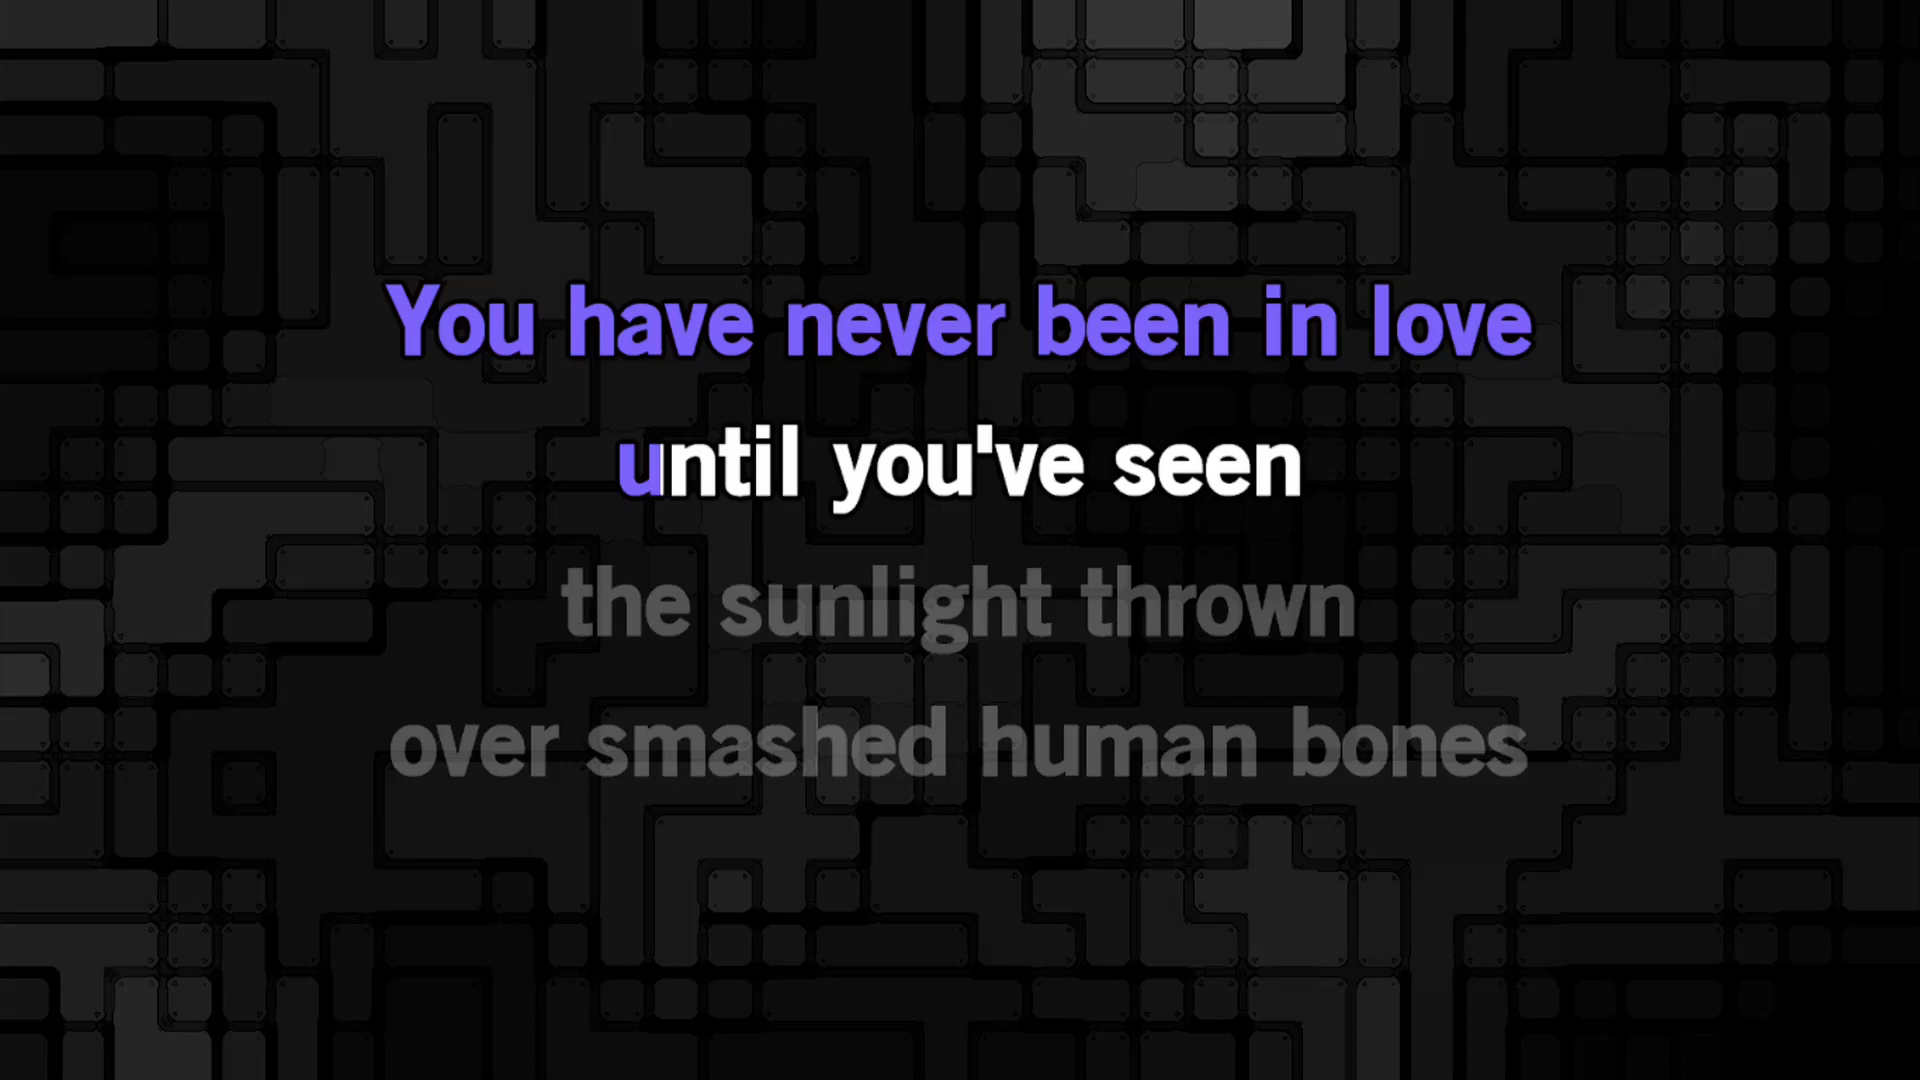 You have never been in love
until you've seen
the sunlight thrown
over smashed human bones